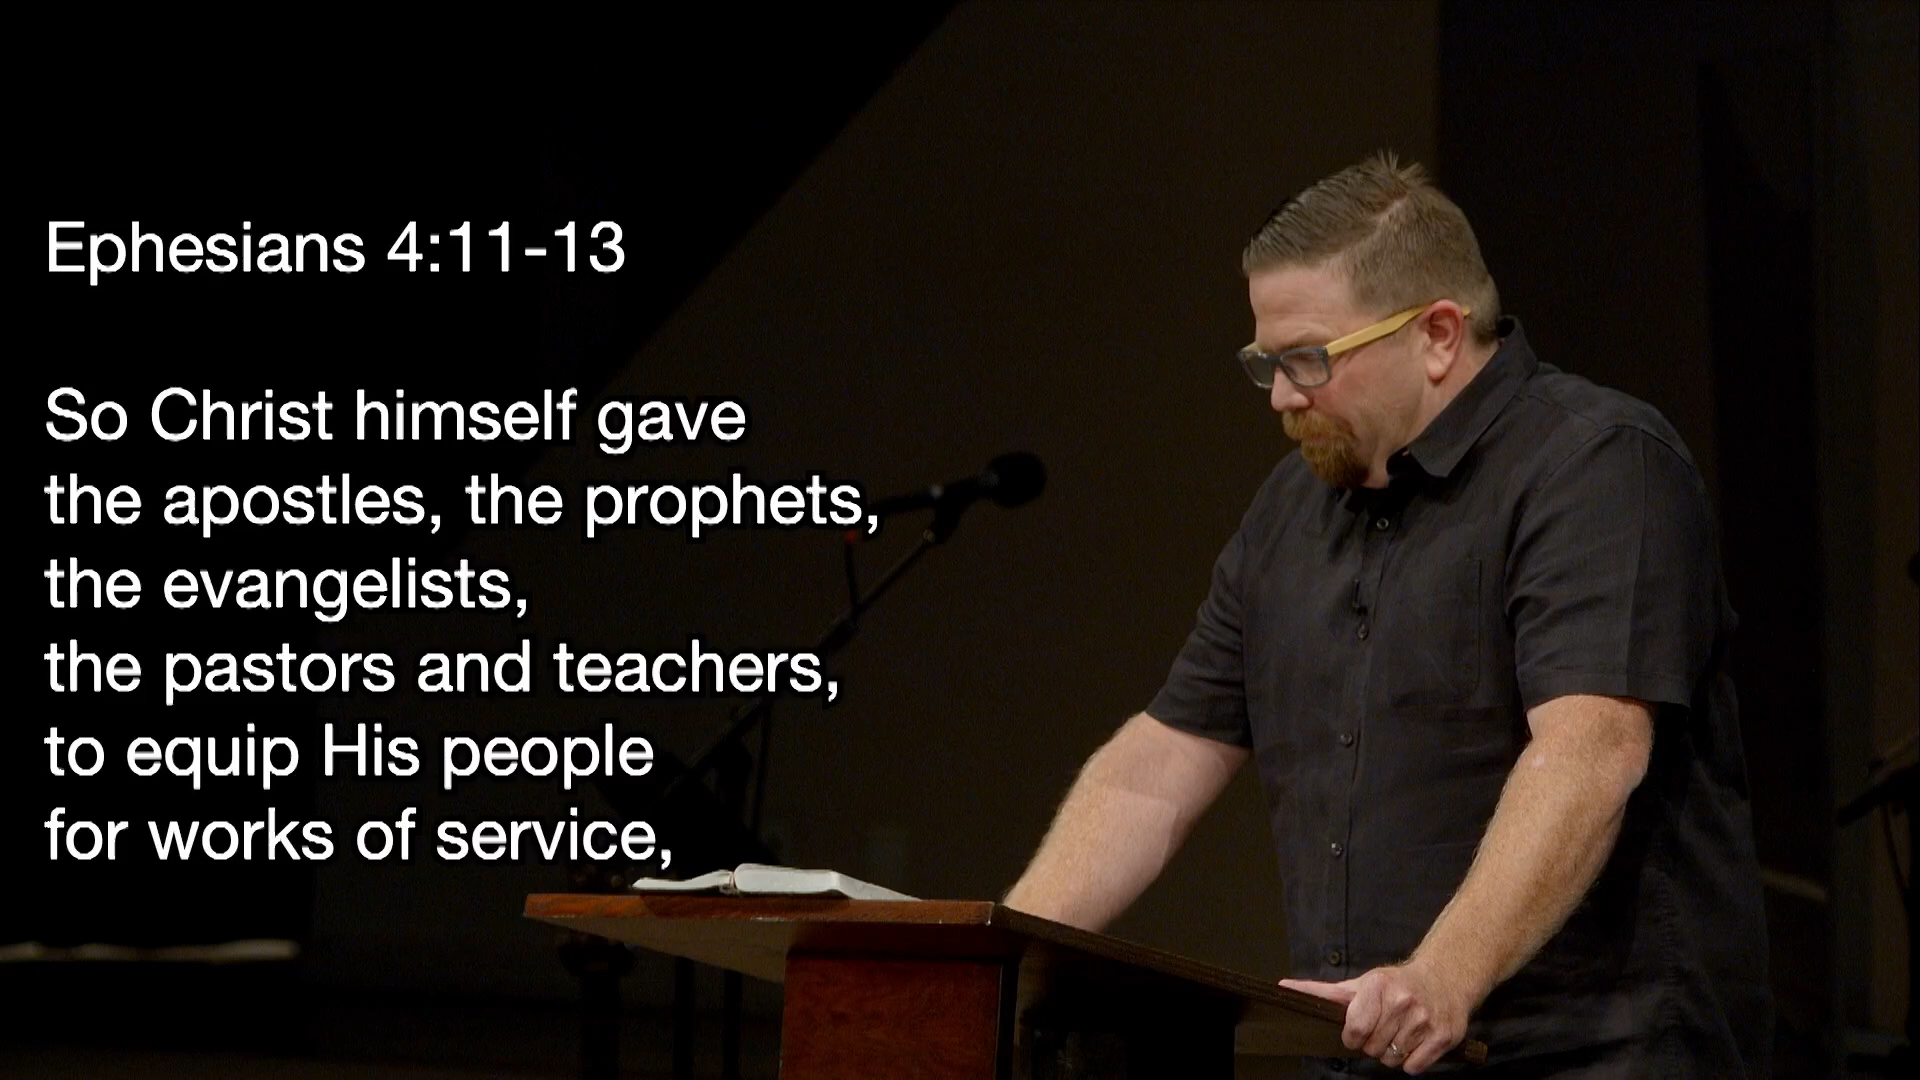 Ephesians 4:11-13
So Christ himself gave
the apostles, the prophets,
the evangelists,
the pastors and teachers,
to equip His people
for works of service,